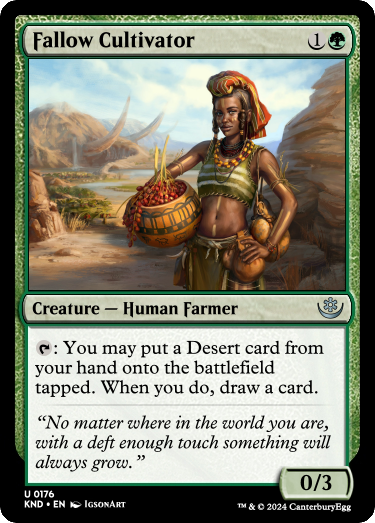 Fallow Cultivator 1
Creature — Human Farmer
: You may put a Desert card from
your hand onto the battlefield
tapped. When you do, draw a card.
“No matter where in the world you are,
with a deft enough touch something will
always grow.”
0/3
U 0176
KND • EN IgsonArt
™ & © 2024 CanterburyEgg